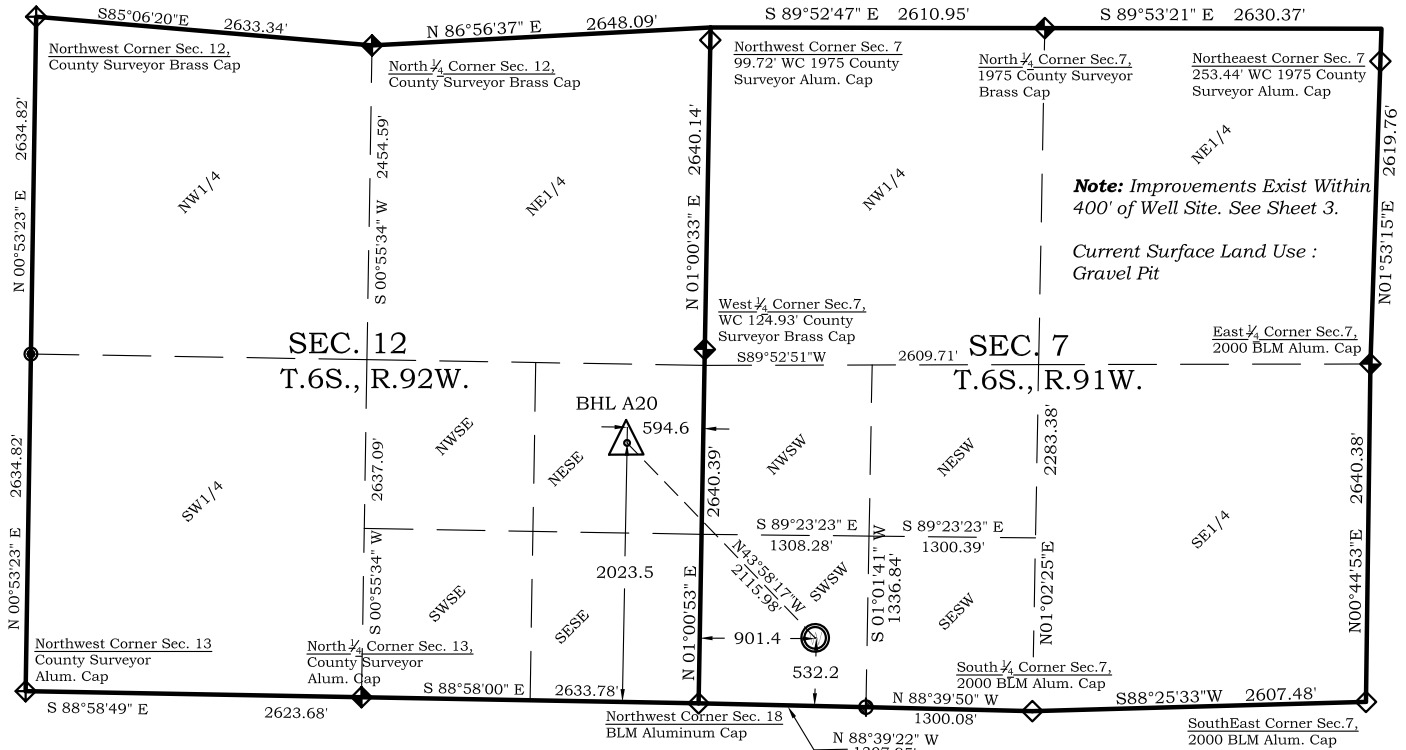 S85°06'20"E 2633.34'
N 86°56'37" E 2648.09'
S 89°52'47" E 2610.95'
S 89°53'21" E 2630.37'
Northwest Corner Sec. 12,
County Surveyor Brass Cap
North 1/4 Corner Sec. 12,
County Surveyor Brass Cap
Northwest Corner Sec. 7
99.72' WC 1975 County
Surveyor Alum. Cap
North 1/4 Corner Sec.7,
1975 County Surveyor
Brass Cap
Northeaest Corner Sec. 7
253.44' WC 1975 County
Surveyor Alum. Cap
N 00°53'23" E 2634.82'
NW1/4
S 00°55'34" W 2454.59'
NE1/4
N 01°00'33" E 2640.14'
NW1/4
NE1/4
N01°53'15"E 2619.76'
Note: Improvements Exist Within
400' of Well Site. See Sheet 3.
Current Surface Land Use :
Gravel Pit
West 1/4 Corner Sec.7,
WC 124.93' County
Surveyor Brass Cap
East 1/4 Corner Sec.7,
2000 BLM Alum. Cap
SEC. 12
T.6S., R.92W.
S89°52'51"W 2609.71'
SEC. 7
T.6S., R.91W.
BHL A20
594.6
N 00°53'23" E 2634.82'
SW1/4
S 00°55'34" W 2637.09'
NWSE
NESE
SWSE
SESE
2023.5
N 01°00'53" E 2640.39'
NWSW
NESW
N01°02'25"E 2283.38'
S 89°23'23" E
1308.28'
S 89°23'23" E
1300.39'
N43°58'17"W
2115.98'
SWSW
S 01°01'41" W
1336.84'
SESW
SE1/4
N00°44'53"E 2640.38'
901.4
532.2
Northwest Corner Sec. 13
County Surveyor
Alum. Cap
North 1/4 Corner Sec. 13,
County Surveyor
Alum. Cap
South 1/4 Corner Sec.7,
2000 BLM Alum. Cap
S 88°58'49" E 2623.68'
S 88°58'00" E 2633.78'
Northwest Corner Sec. 18
BLM Aluminum Cap
N 88°39'50" W
1300.08'
S88°25'33"W 2607.48'
SouthEast Corner Sec.7,
2000 BLM Alum. Cap
N 88°39'22" W